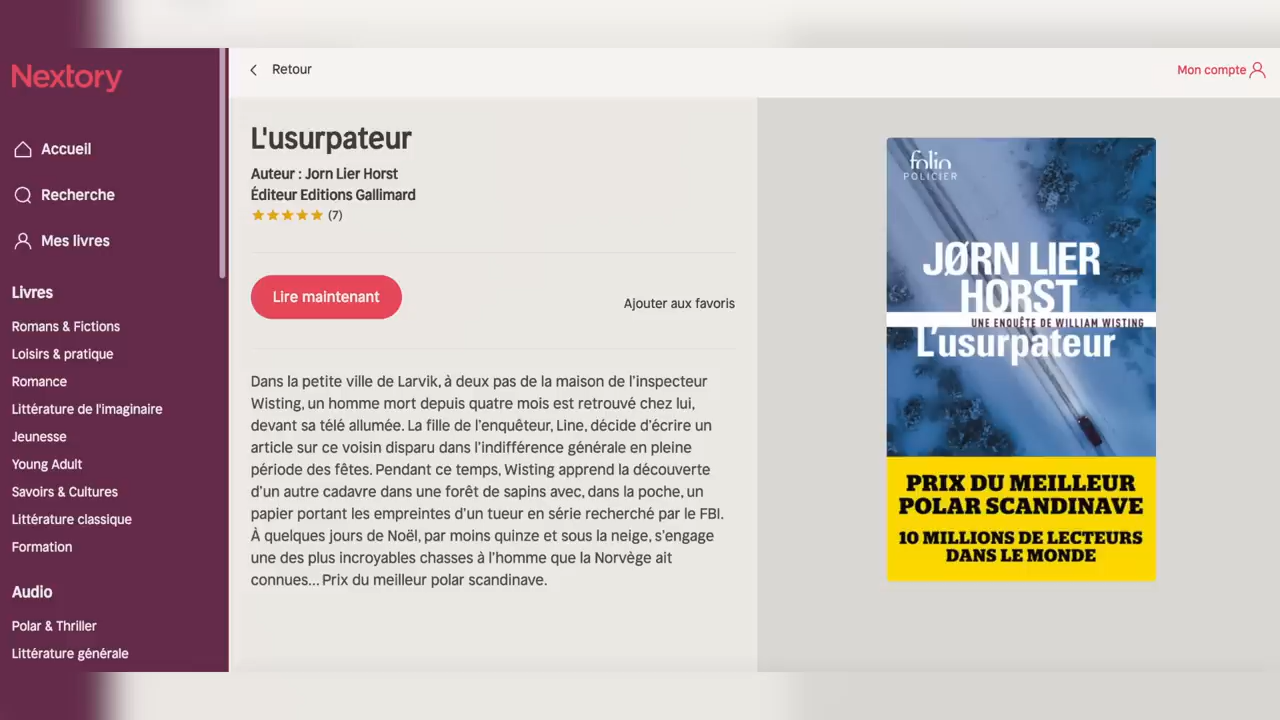 Nextory
Accueil
Recherche
Mes livres
Livres
Romans & Fictions
Loisirs & pratique
Romance
Littérature de l'imaginaire
Jeunesse
Young Adult
Savoirs & Cultures
Littérature classique
Formation
Audio
Polar & Thriller
Littérature générale
Retour
Mon compte
L'usurpateur
Auteur : Jorn Lier Horst
Éditeur Editions Gallimard
(7)
Lire maintenant
Ajouter aux favoris
Dans la petite ville de Larvik, à deux pas de la maison de l'inspecteur
Wisting, un homme mort depuis quatre mois est retrouvé chez lui,
devant sa télé allumée. La fille de l'enquêteur, Line, décide d'écrire un
article sur ce voisin disparu dans l'indifférence générale en pleine
période des fêtes. Pendant ce temps, Wisting apprend la découverte
d'un autre cadavre dans une forêt de sapins avec, dans la poche, un
papier portant les empreintes d'un tueur en série recherché par le FBI.
À quelques jours de Noël, par moins quinze et sous la neige, s'engage
une des plus incroyables chasses à l'homme que la Norvège ait
connues... Prix du meilleur polar scandinave.
folio
POLICIER
JØRN LIER
HORST
UNE ENQUÊTE DE WILLIAM WISTING
L'usurpateur
PRIX DU MEILLEUR
POLAR SCANDINAVE
10 MILLIONS DE LECTEURS
DANS LE MONDE